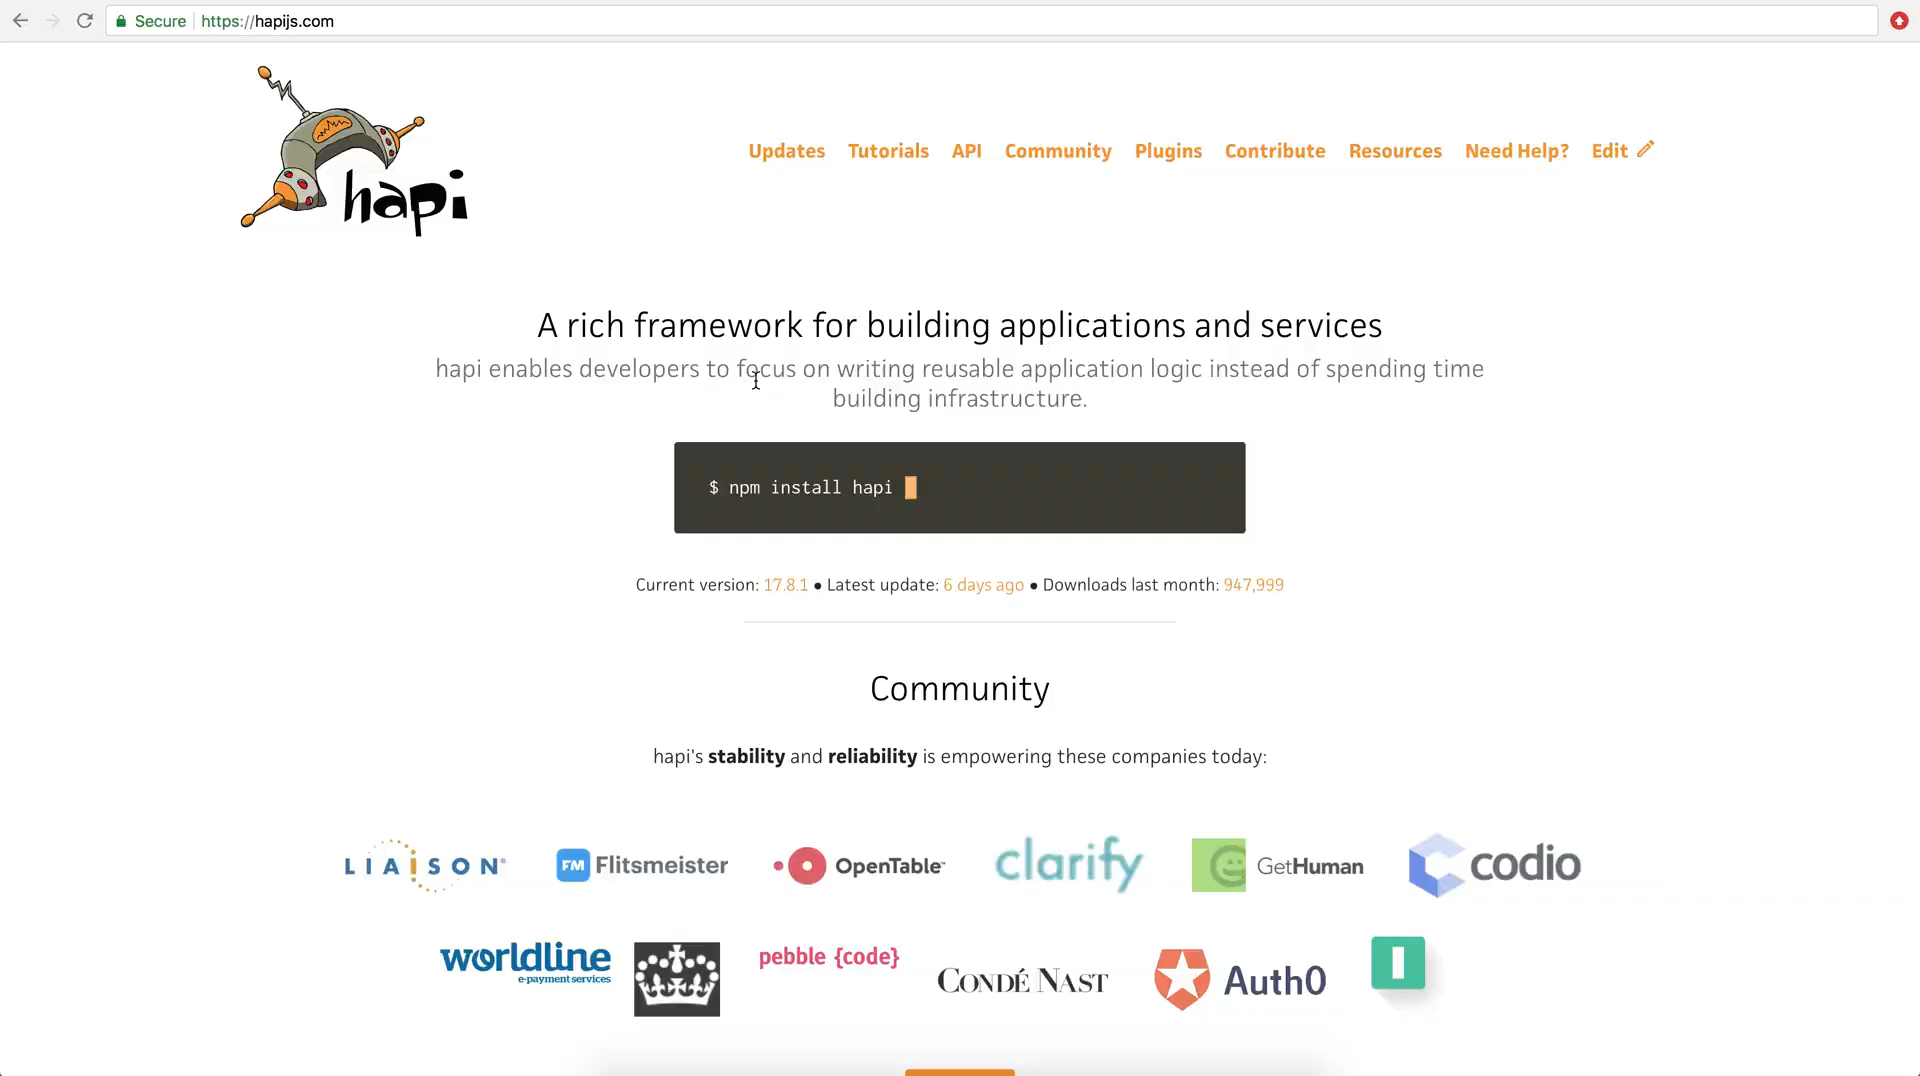 Secure https://hapijs.com
hapi
Updates Tutorials API Community Plugins Contribute Resources Need Help? Edit
A rich framework for building applications and services
hapi enables developers to focus on writing reusable application logic instead of spending time
building infrastructure.
$ npm install hapi
Current version: 17.8.1 ● Latest update: 6 days ago ● Downloads last month: 947,999
Community
hapi's stability and reliability is empowering these companies today:
LIAISON® FM Flitsmeister OpenTable™ clarify GetHuman codio
worldline
e-payment services
pebble {code}
CONDÉ NAST
Auth0
I